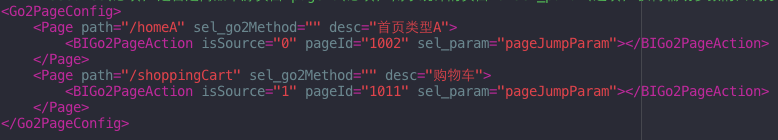 <Go2PageConfig>
<Page path="/homeA" sel_go2Method="" desc="首页类型A">
<BIGo2PageAction isSource="0" pageId="1002" sel_param="pageJumpParam"></BIGo2PageAction>
</Page>
<Page path="/shoppingCart" sel_go2Method="" desc="购物车">
<BIGo2PageAction isSource="1" pageId="1011" sel_param="pageJumpParam"></BIGo2PageAction>
</Page>
</Go2PageConfig>